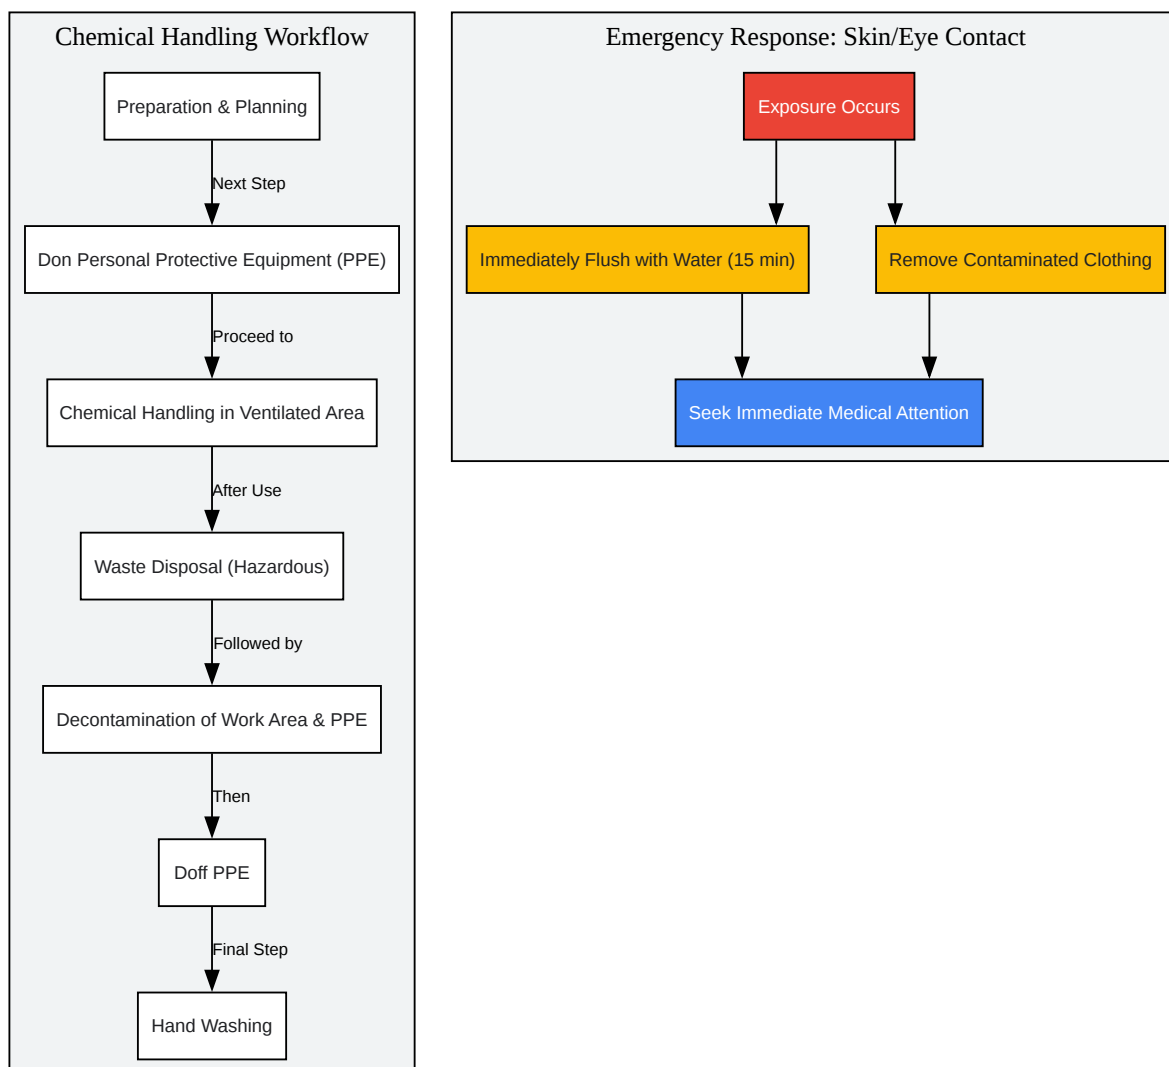 Chemical Handling Workflow
Preparation & Planning
Next Step
Don Personal Protective Equipment (PPE)
Proceed to
Chemical Handling in Ventilated Area
After Use
Waste Disposal (Hazardous)
Followed by
Decontamination of Work Area & PPE
Then
Doff PPE
Final Step
Hand Washing
Emergency Response: Skin/Eye Contact
Exposure Occurs
Immediately Flush with Water (15 min)
Remove Contaminated Clothing
Seek Immediate Medical Attention